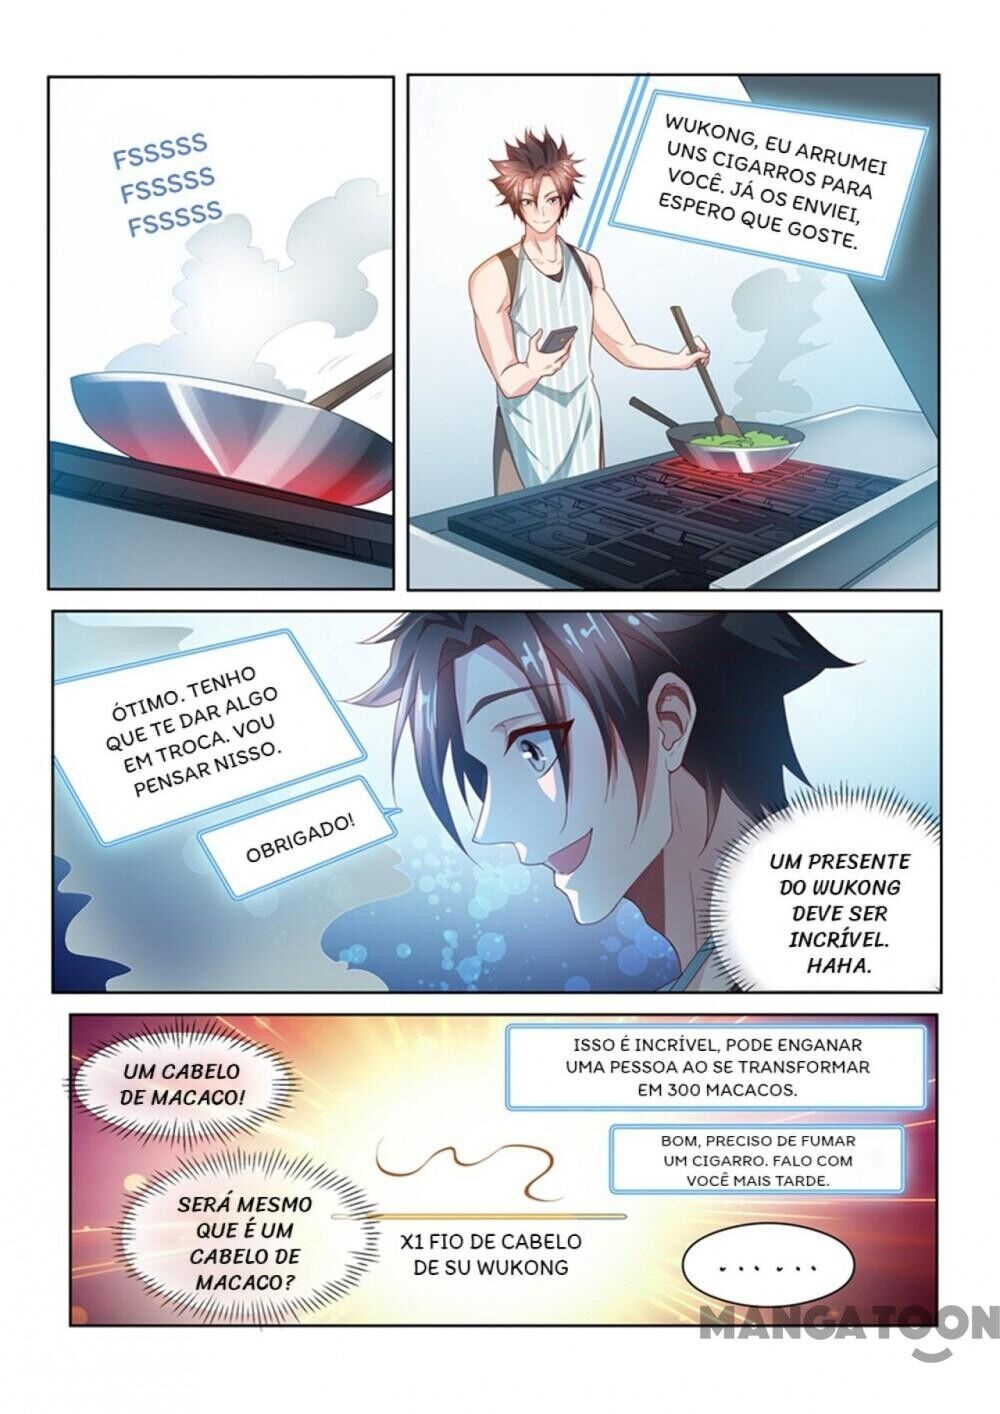 FSSSSS
FSSSSS
FSSSSS
WUKONG, EU ARRUMEI
UNS CIGARROS PARA
VOCÊ. JÁ OS ENVIEI,
ESPERO QUE GOSTE.
ÓTIMO. TENHO
QUE TE DAR ALGO
EM TROCA. VOU
PENSAR NISSO.
OBRIGADO!
UM PRESENTE
DO WUKONG
DEVE SER
INCRÍVEL.
HAHA.
UM CABELO
DE MACACO!
ISSO É INCRÍVEL, PODE ENGANAR
UMA PESSOA AO SE TRANSFORMAR
EM 300 MACACOS.
BOM, PRECISO DE FUMAR
UM CIGARRO. FALO COM
VOCÊ MAIS TARDE.
SERÁ MESMO
QUE É UM
CABELO DE
MACACO?
X1 FIO DE CABELO
DE SU WUKONG
... ... ...
MANGATOON